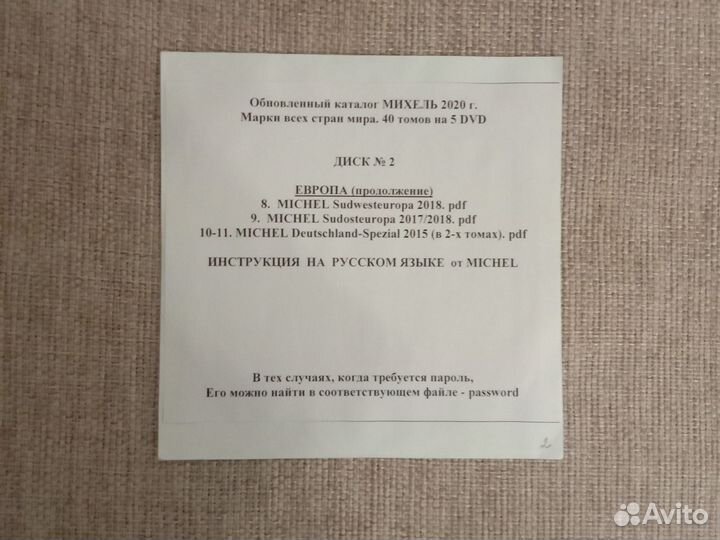 Обновленный каталог МИХЕЛЬ 2020 г.
Марки всех стран мира. 40 томов на 5 DVD
ДИСК № 2
ЕВРОПА (продолжение)
8. MICHEL Sudwesteuropa 2018. pdf
9. MICHEL Sudosteuropa 2017/2018. pdf
10-11. MICHEL Deutschland-Spezial 2015 (в 2-х томах). pdf
ИНСТРУКЦИЯ НА РУССКОМ ЯЗЫКЕ от MICHEL
В тех случаях, когда требуется пароль,
Его можно найти в соответствующем файле - password
2
Avito